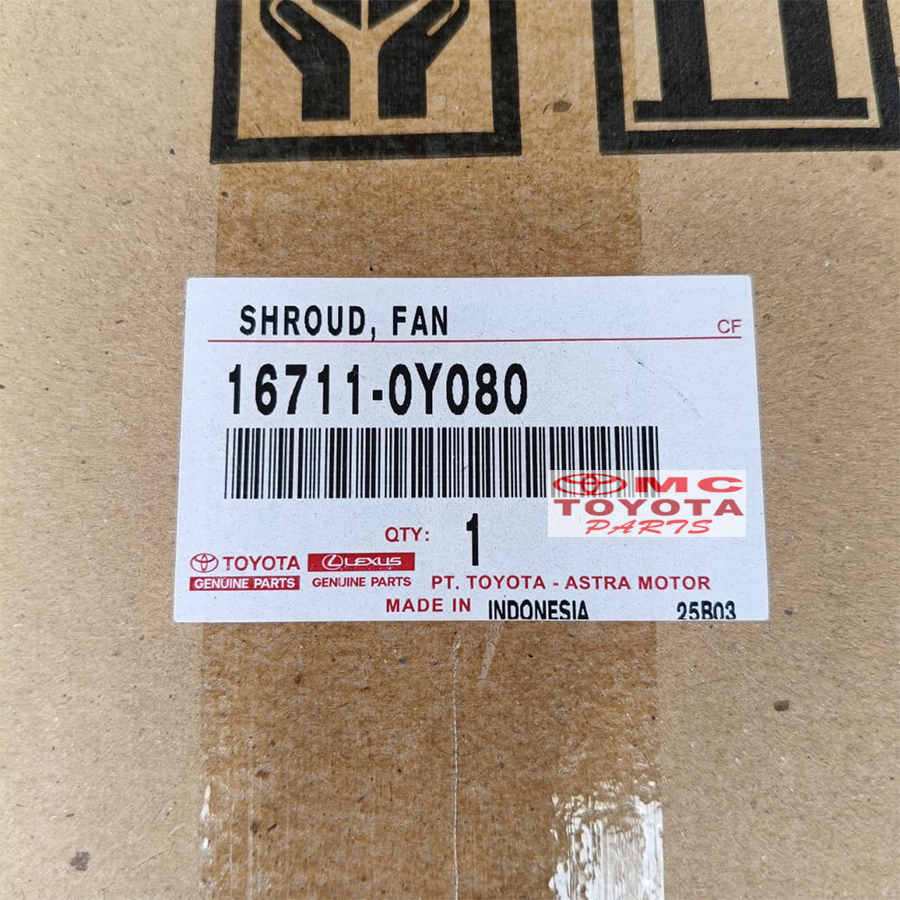 SHROUD, FAN
CF
16711-0Y080
MC
TOYOTA
PARTS
QTY: 1
TOYOTA LEXUS
GENUINE PARTS GENUINE PARTS PT. TOYOTA - ASTRA MOTOR
MADE IN INDONESIA 25B03